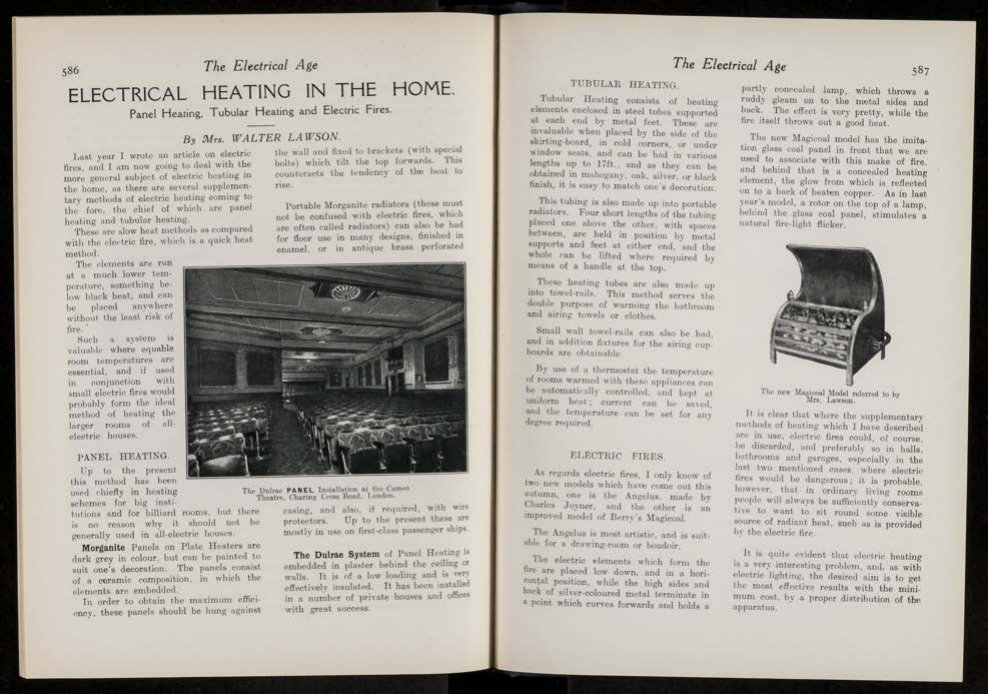 586
The Electrical Age
ELECTRICAL HEATING IN THE HOME.
Panel Heating, Tubular Heating and Electric Fires.
By Mrs. WALTER LAWSON.
Last year I wrote an article on electric
fires, and I am now going to deal with the
more general subject of electric heating in
the home, as there are several supplemen-
tary methods of electric heating coming to
the fore, the chief of which are panel
heating and tubular heating.
These are slow heat methods as compared
with the electric fire, which is a quick heat
method.
The elements are run
at a much lower tem-
perature, something be-
low black heat, and can
be placed anywhere
without the least risk of
fire.
Such a system is
valuable where equable
room temperatures are
essential, and if used
in conjunction with
small electric fires would
probably form the ideal
method of heating the
larger rooms of all-
electric houses.
PANEL HEATING.
Up to the present
this method has been
used chiefly in heating
schemes for big insti-
tutions and for billiard rooms, but there
is no reason why it should not be
generally used in all-electric houses.
Morganite Panels on Plate Heaters are
dark grey in colour, but can be painted to
suit one's decoration. The panels consist
of a ceramic composition, in which the
elements are embedded.
In order to obtain the maximum effici-
ency, these panels should be hung against
the wall and fixed to brackets (with special
bolts) which tilt the top forwards. This
counteracts the tendency of the heat to
rise.
Portable Morganite radiators (these must
not be confused with electric fires, which
are often called radiators) can also be had
for floor use in many designs, finished in
enamel, or in antique brass perforated
The Dulrae PANEL Installation at the Cameo
Theatre, Charing Cross Road, London.
casing, and also, if required, with wire
protectors. Up to the present these are
mostly in use on first-class passenger ships.
The Dulrae System of Panel Heating is
embedded in plaster behind the ceiling or
walls. It is of a low loading and is very
effectively insulated. It has been installed
in a number of private houses and offices
with great success.
The Electrical Age
587
TUBULAR HEATING.
Tubular Heating consists of heating
elements enclosed in steel tubes supported
at each end by metal feet. These are
invaluable when placed by the side of the
skirting-board, in cold corners, or under
window seats, and can be had in various
lengths up to 17ft., and as they can be
obtained in mahogany, oak, silver, or black
finish, it is easy to match one's decoration.
This tubing is also made up into portable
radiators. Four short lengths of the tubing
placed one above the other, with spaces
between, are held in position by metal
supports and feet at either end, and the
whole can be lifted where required by
means of a handle at the top.
These heating tubes are also made up
into towel-rails. This method serves the
double purpose of warming the bathroom
and airing towels or clothes.
Small wall towel-rails can also be had,
and in addition fixtures for the airing cup-
boards are obtainable.
By use of a thermostat the temperature
of rooms warmed with these appliances can
be automatically controlled, and kept at
uniform heat; current can be saved,
and the temperature can be set for any
degree required.
ELECTRIC FIRES.
As regards electric fires, I only know of
two new models which have come out this
autumn, one is the Angelus, made by
Charles Joyner, and the other is an
improved model of Berry's Magicoal.
The Angelus is most artistic, and is suit-
able for a drawing-room or boudoir.
The electric elements which form the
fire are placed low down, and in a hori-
zontal position, while the high sides and
back of silver-coloured metal terminate in
a point which curves forwards and holds a
partly concealed lamp, which throws a
ruddy gleam on to the metal sides and
back. The effect is very pretty, while the
fire itself throws out a good heat.
The new Magicoal model has the imita-
tion glass coal panel in front that we are
used to associate with this make of fire,
and behind that is a concealed heating
element, the glow from which is reflected
on to a back of beaten copper. As in last
year's model, a rotor on the top of a lamp,
behind the glass coal panel, stimulates a
natural fire-light flicker.
The new Magicoal Model referred to by
Mrs. Lawson.
It is clear that where the supplementary
methods of heating which I have described
are in use, electric fires could, of course,
be discarded, and preferably so in halls,
bathrooms and garages, especially in the
last two mentioned cases, where electric
fires would be dangerous; it is probable,
however, that in ordinary living rooms
people will always be sufficiently conserva-
tive to want to sit round some visible
source of radiant heat, such as is provided
by the electric fire.
It is quite evident that electric heating
is a very interesting problem, and, as with
electric lighting, the desired aim is to get
the most effective results with the mini-
mum cost, by a proper distribution of the
apparatus.